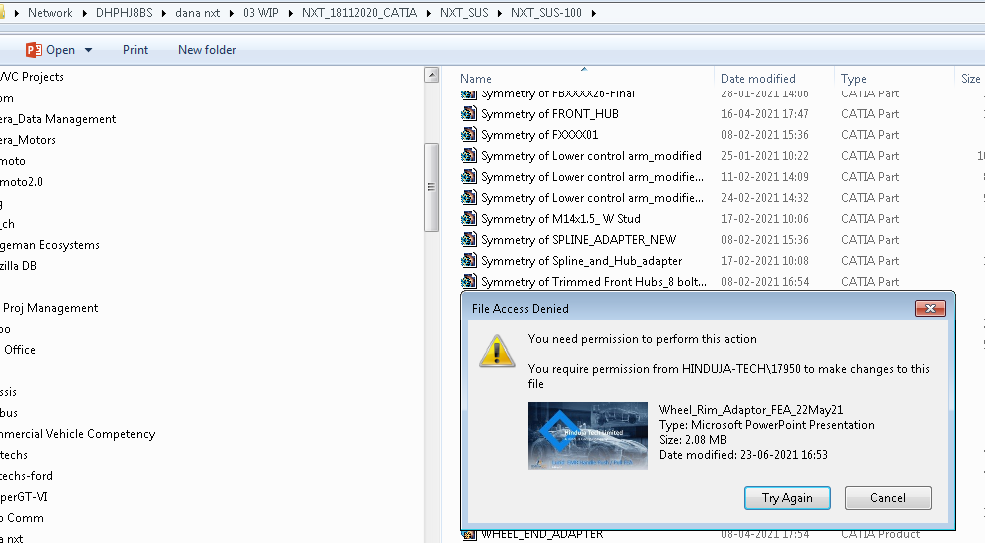 Network ▸ DHPHJ8BS ▸ dana nxt ▸ 03 WIP ▸ NXT_18112020_CATIA ▸ NXT_SUS ▸ NXT_SUS-100 ▸
Open Print New folder
VC Projects
om
era_Data Management
era_Motors
moto
moto2.0
g
_ch
geman Ecosystems
zilla DB
Proj Management
oo
Office
ssis
bus
nmercial Vehicle Competency
techs
techs-ford
perGT-VI
o Comm
a nxt
Name Date modified Type Size
Symmetry of FBXXXX26-Final 28-01-2021 14:06 CATIA Part
Symmetry of FRONT_HUB 16-04-2021 17:47 CATIA Part
Symmetry of FXXXX01 08-02-2021 15:36 CATIA Part
Symmetry of Lower control arm_modified 25-01-2021 10:22 CATIA Part
Symmetry of Lower control arm_modifie... 11-02-2021 14:09 CATIA Part
Symmetry of Lower control arm_modifie... 24-02-2021 14:32 CATIA Part
Symmetry of M14x1.5_ W Stud 17-02-2021 10:06 CATIA Part
Symmetry of SPLINE_ADAPTER_NEW 08-02-2021 15:36 CATIA Part
Symmetry of Spline_and_Hub_adapter 17-02-2021 10:08 CATIA Part
Symmetry of Trimmed Front Hubs_8 bolt... 08-02-2021 16:54 CATIA Part
File Access Denied
You need permission to perform this action
You require permission from HINDUJA-TECH\17950 to make changes to this
file
Hinduja Tech Limited
Wheel_Rim_Adaptor_FEA_22May21
Type: Microsoft PowerPoint Presentation
Size: 2.08 MB
Date modified: 23-06-2021 16:53
Try Again Cancel
WHEEL_END_ADAPTER 08-04-2021 17:54 CATIA Product